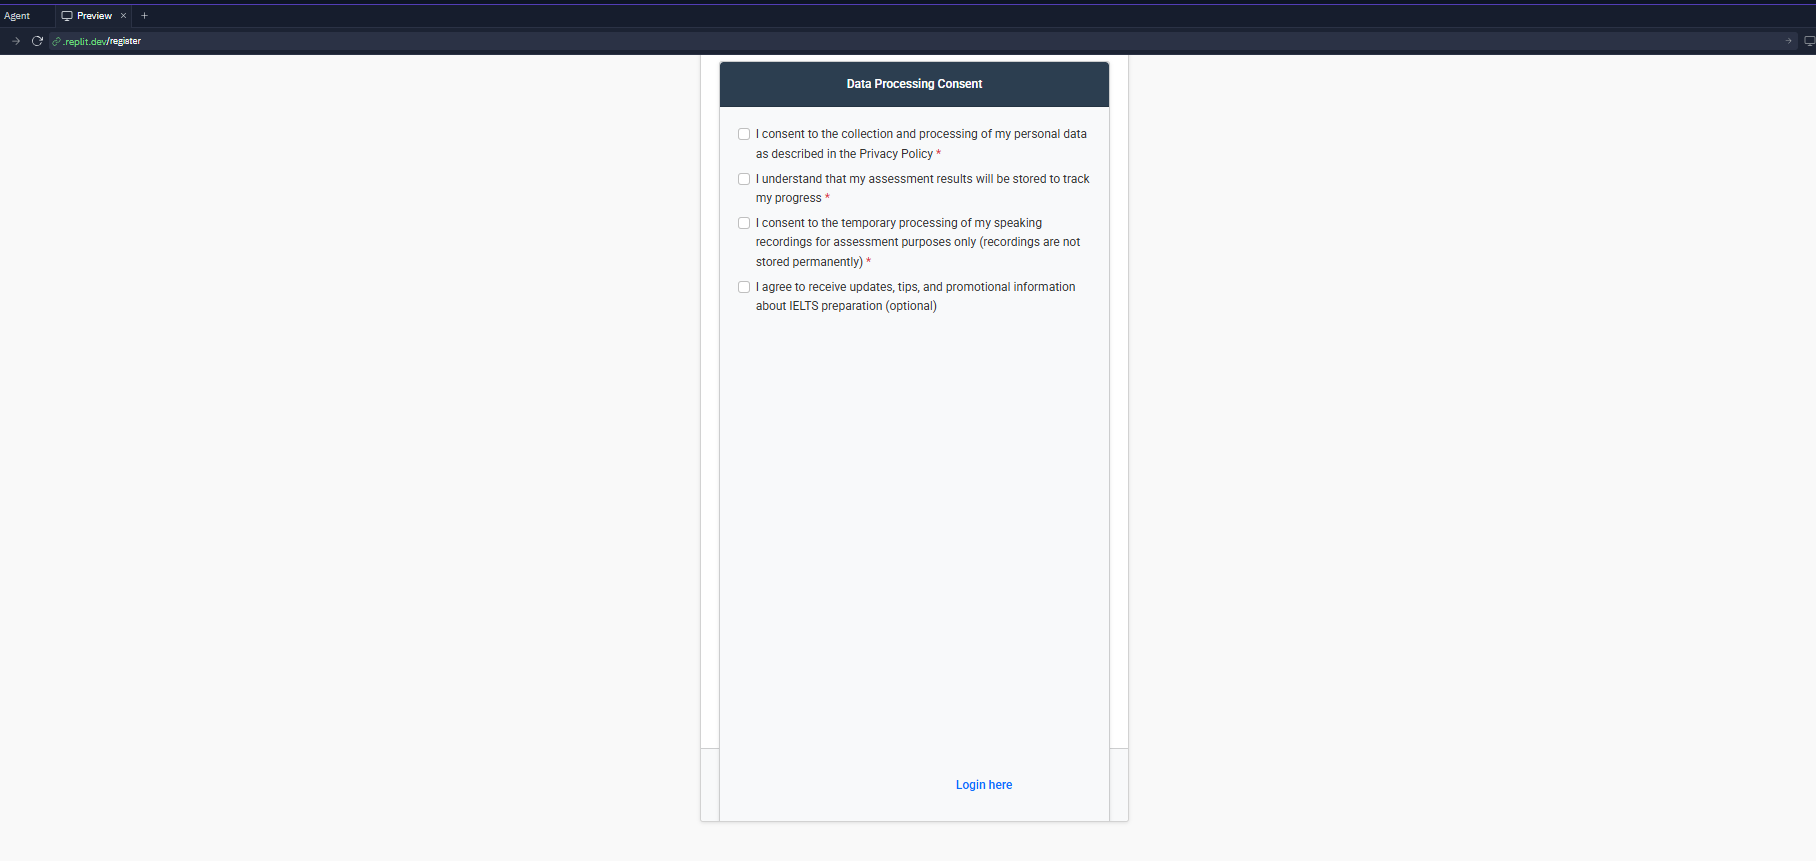 Agent
Preview
.replit.dev/register
Data Processing Consent
I consent to the collection and processing of my personal data
as described in the Privacy Policy *
I understand that my assessment results will be stored to track
my progress *
I consent to the temporary processing of my speaking
recordings for assessment purposes only (recordings are not
stored permanently) *
I agree to receive updates, tips, and promotional information
about IELTS preparation (optional)
Login here